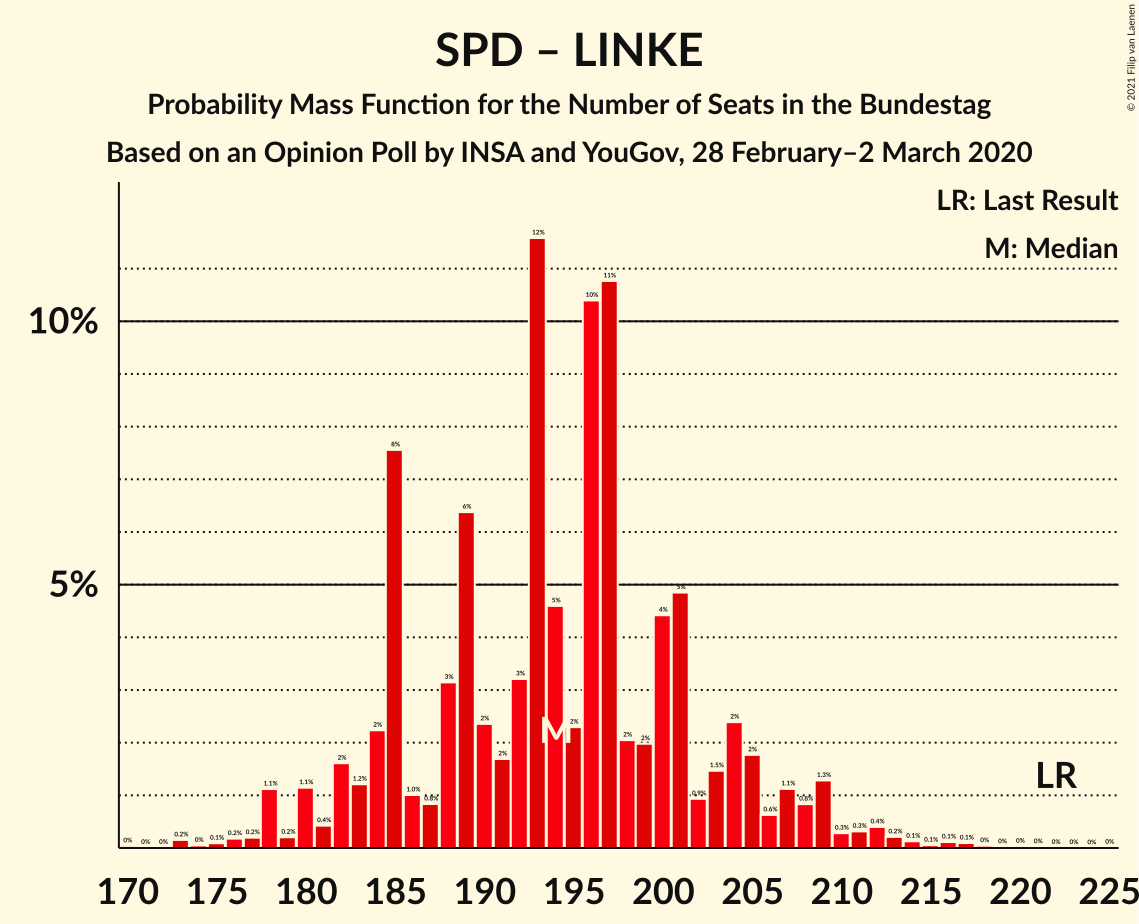 SPD – LINKE
Probability Mass Function for the Number of Seats in the Bundestag
Based on an Opinion Poll by INSA and YouGov, 28 February–2 March 2020
© 2021 Filip van Laenen
LR: Last Result
M: Median
10%
5%
0% 0% 0% 0.2% 0% 0.1% 0.2% 0.2% 1.1% 0.2% 1.1% 0.4% 2% 1.2% 2% 8% 1.0% 0.8% 3% 6% 2% 2% 3% 12% 5% 2% 10% 11% 2% 2% 4% 5% 0.9% 1.5% 2% 2% 0.6% 1.1% 0.8% 1.3% 0.3% 0.3% 0.4% 0.2% 0.1% 0.1% 0.1% 0.1% 0% 0% 0% 0% 0% 0% 0% 0%
M
LR
170 175 180 185 190 195 200 205 210 215 220 225